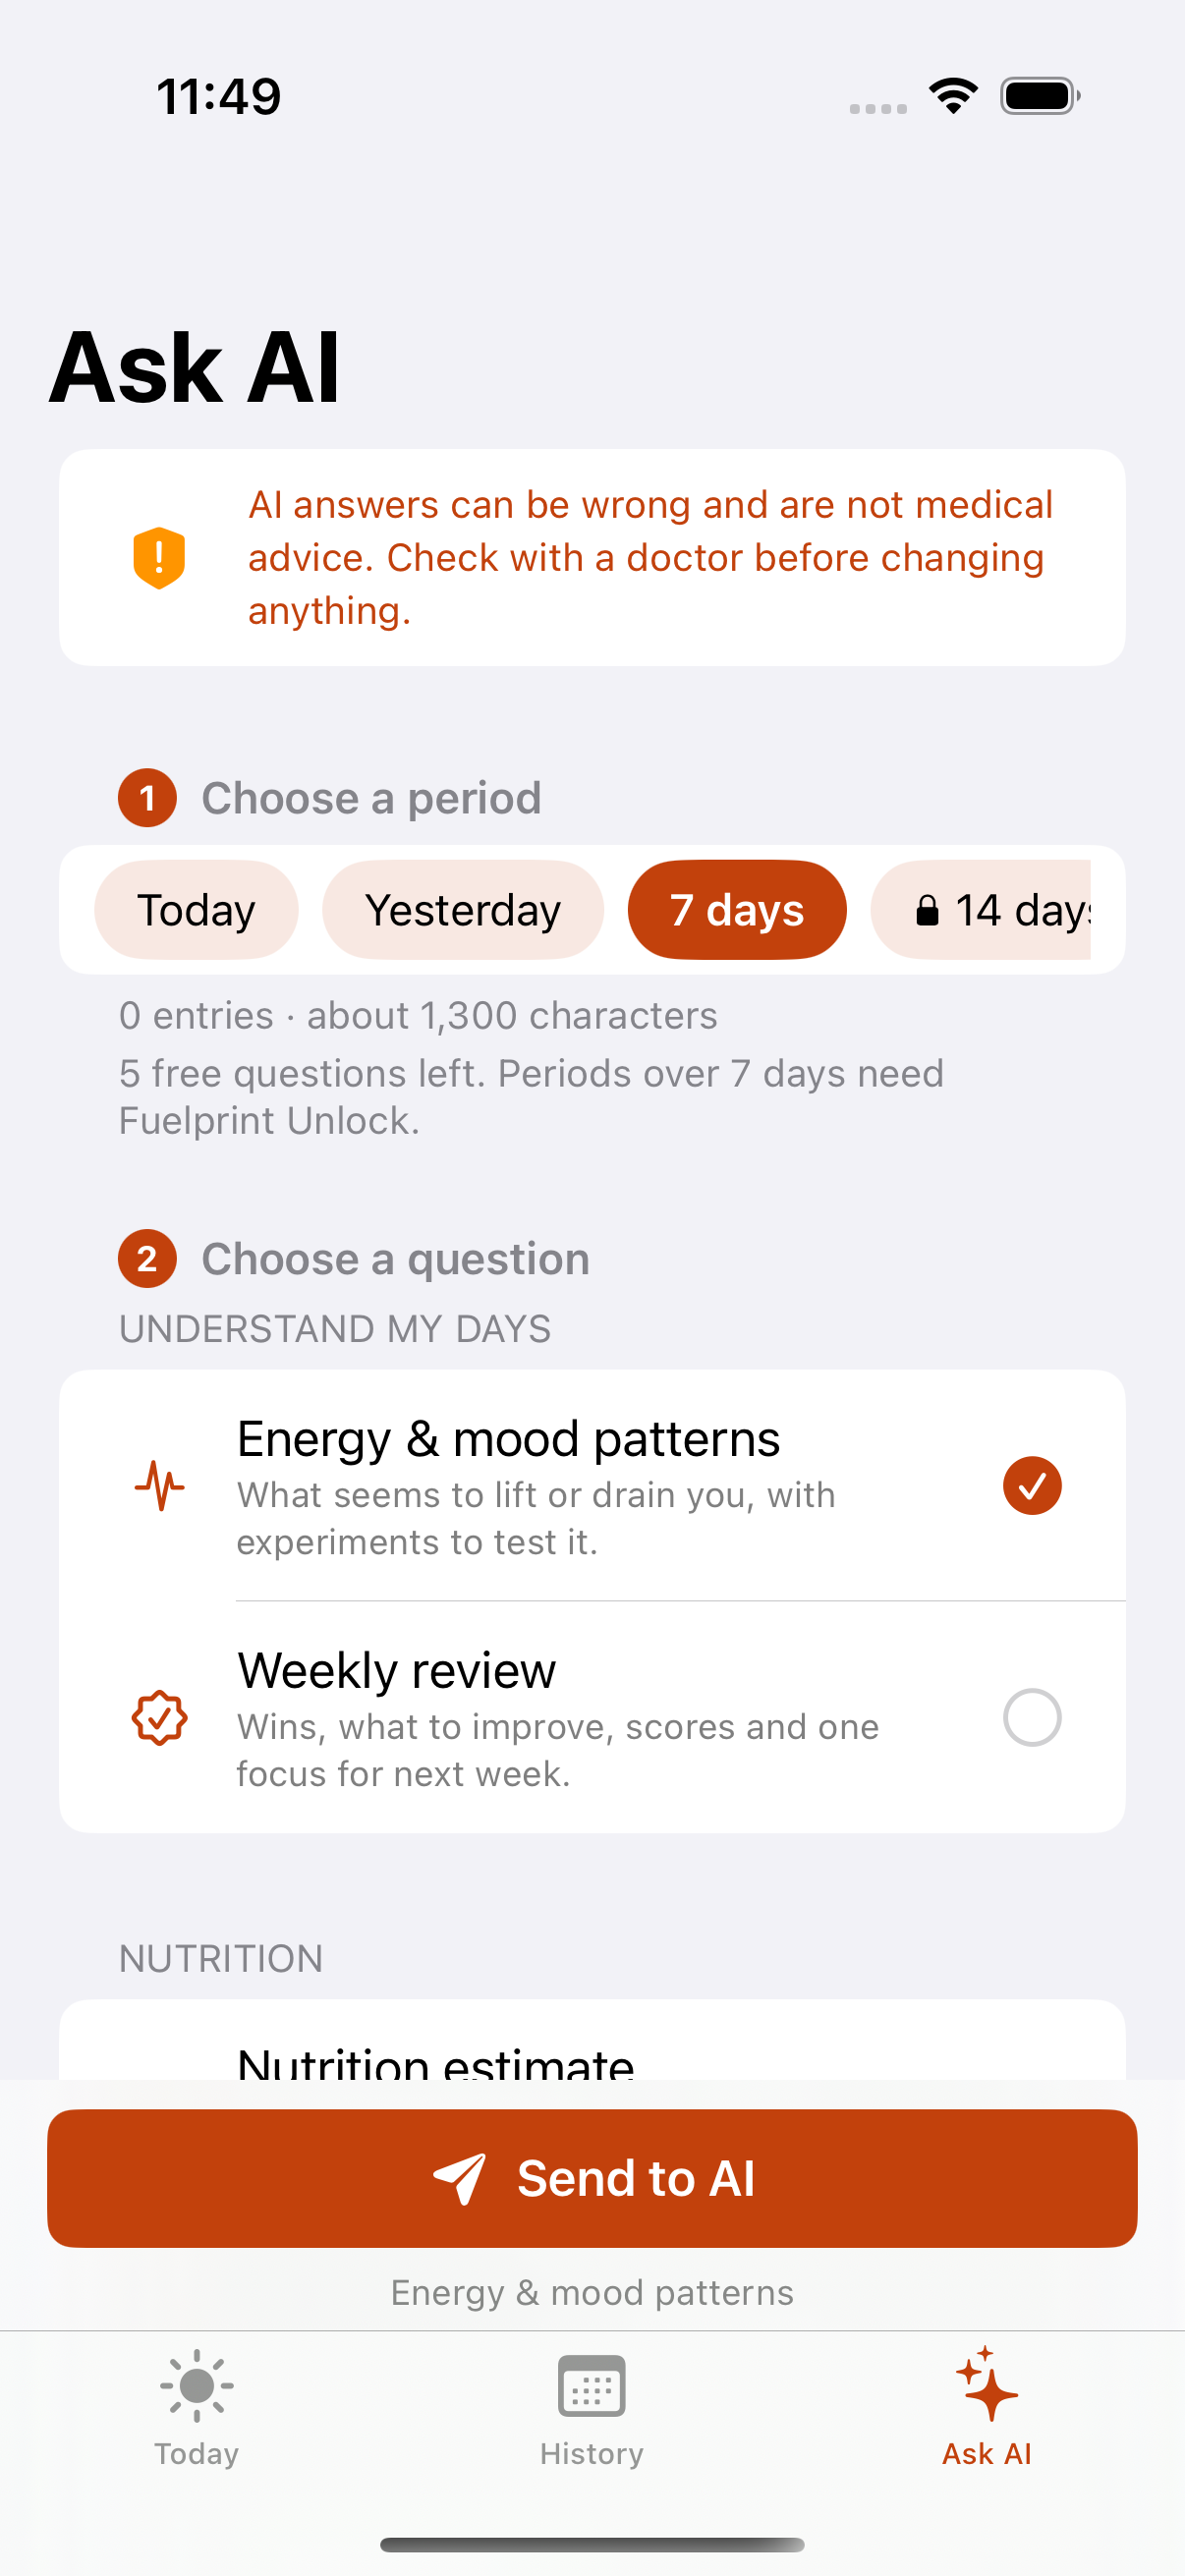 11:49
Ask AI
AI answers can be wrong and are not medical
advice. Check with a doctor before changing
anything.
1 Choose a period
Today Yesterday 7 days 14 days
0 entries · about 1,300 characters
5 free questions left. Periods over 7 days need
Fuelprint Unlock.
2 Choose a question
UNDERSTAND MY DAYS
Energy & mood patterns
What seems to lift or drain you, with
experiments to test it.
Weekly review
Wins, what to improve, scores and one
focus for next week.
NUTRITION
Nutrition estimate
Send to AI
Energy & mood patterns
Today History Ask AI